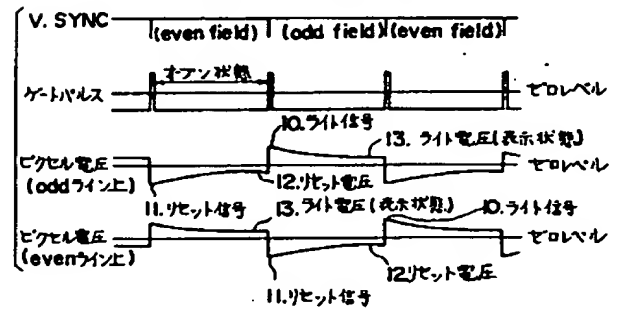 V. SYNC
(even field) (odd field) (even field)
オープン状態
ゲートパルス
ゼロレベル
10.ライト信号
13. ライト電圧(表示状態)
ピクセル電圧
(oddライン上)
ゼロレベル
12.リセット電圧
11.リセット信号
13.ライト電圧(表示状態)
10.ライト信号
ピクセル電圧
(evenライン上)
ゼロレベル
12リセット電圧
11.リセット信号